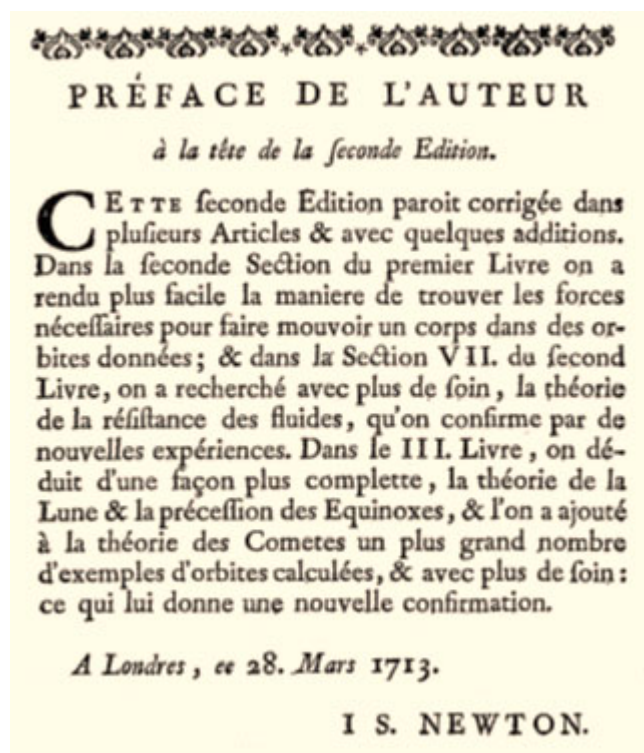 PRÉFACE DE L'AUTEUR
à la tête de la ſeconde Edition.
CETTE ſeconde Édition paroit corrigée dans
pluſieurs Articles & avec quelques additions.
Dans la ſeconde Section du premier Livre on a
rendu plus facile la maniere de trouver les forces
néceſſaires pour faire mouvoir un corps dans des or-
bites données; & dans la Section VII. du ſecond
Livre, on a recherché avec plus de ſoin, la théorie
de la réſiſtance des fluides, qu'on confirme par de
nouvelles expériences. Dans le III. Livre, on dé-
duit d'une façon plus complette, la théorie de la
Lune & la préceſſion des Equinoxes, & l'on a ajouté
à la théorie des Cometes un plus grand nombre
d'exemples d'orbites calculées, & avec plus de ſoin:
ce qui lui donne une nouvelle confirmation.
A Londres, ce 28. Mars 1713.
I S. NEWTON.